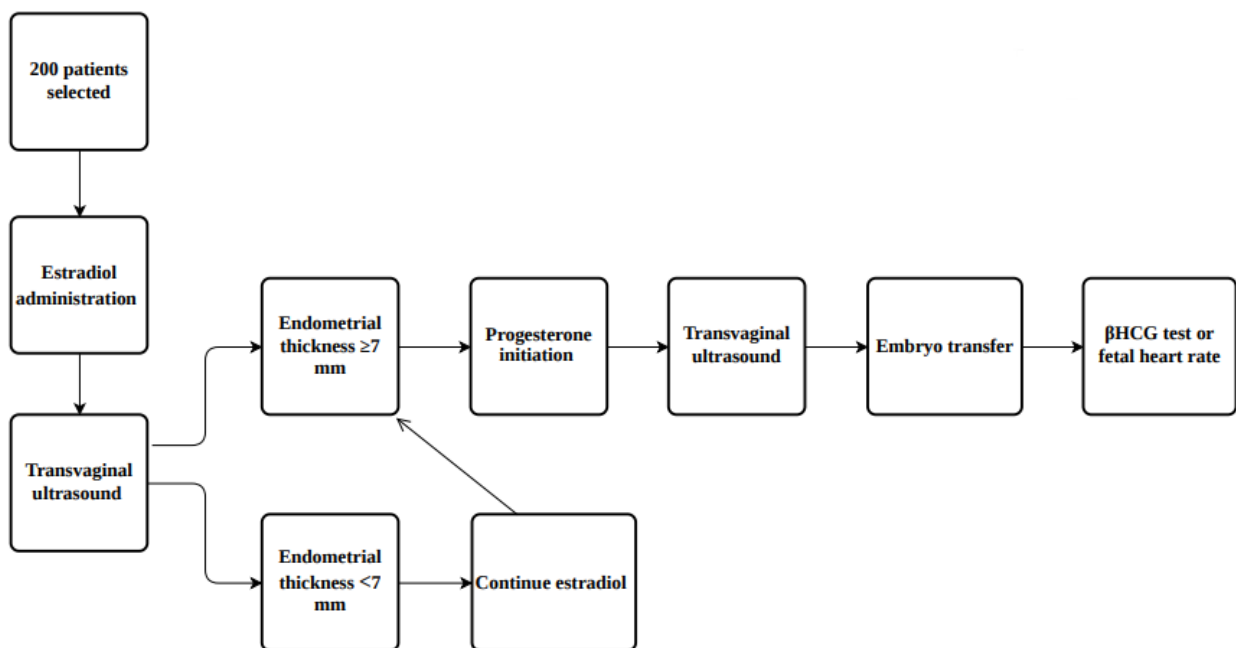 200 patients
selected
Estradiol
administration
Transvaginal
ultrasound
Endometrial
thickness ≥7
mm
Progesterone
initiation
Transvaginal
ultrasound
Embryo transfer
βHCG test or
fetal heart rate
Endometrial
thickness <7
mm
Continue estradiol